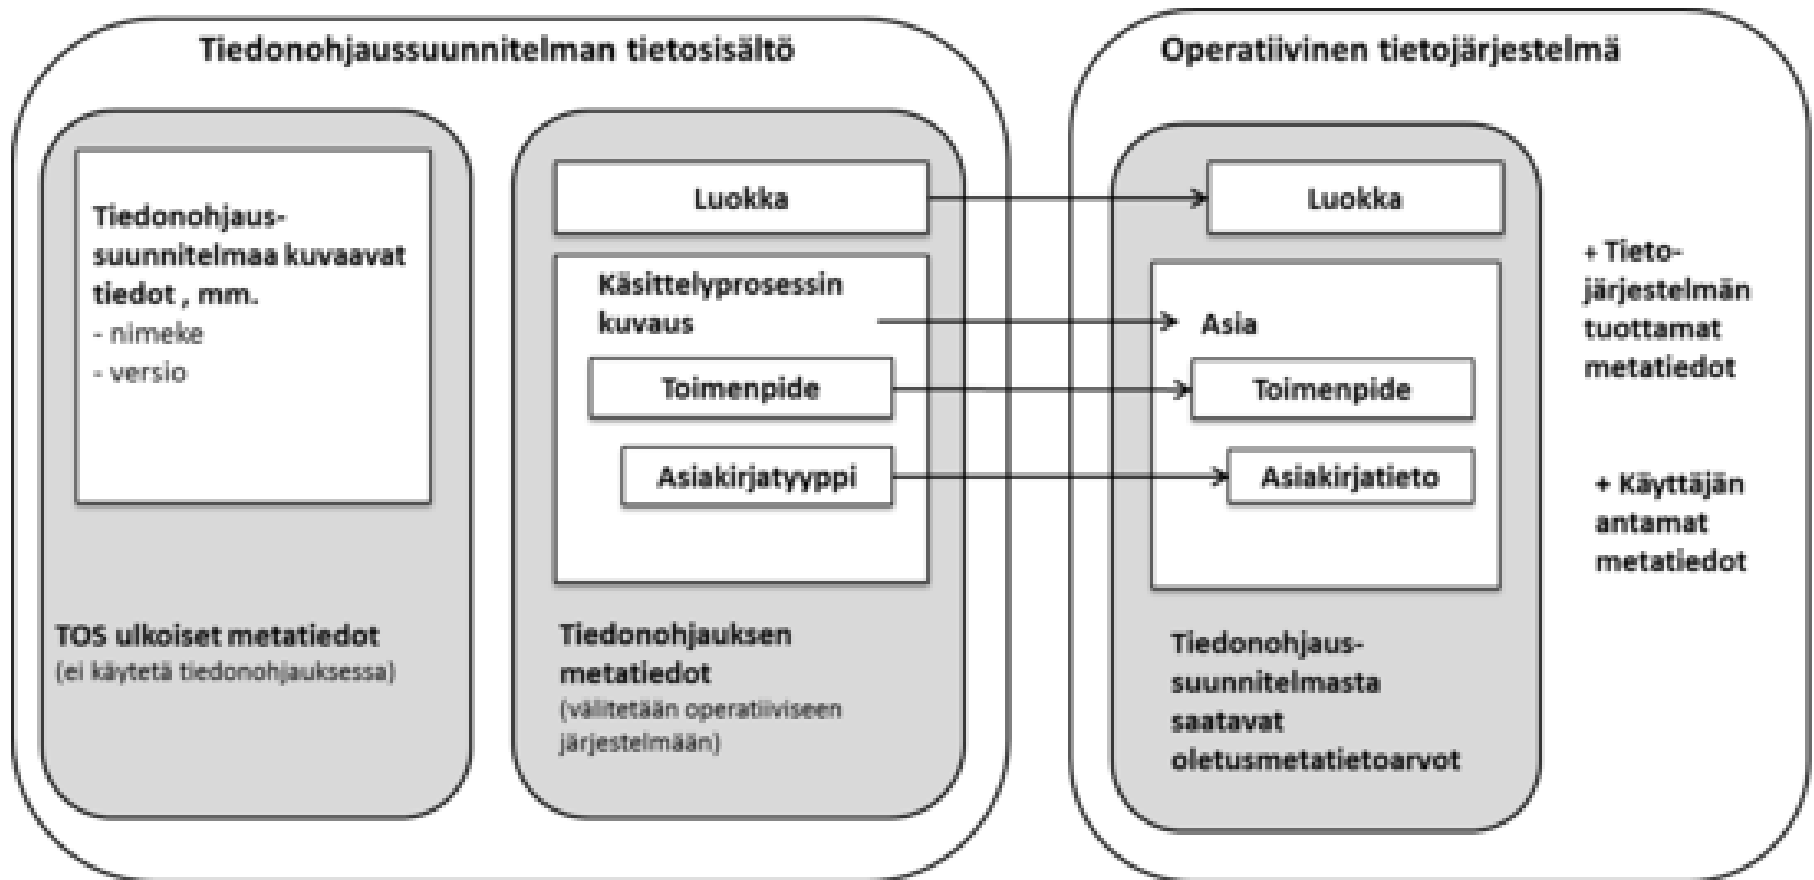 Tiedonohjaussuunnitelman tietosisältö
Tiedonohjaus-
suunnitelmaa kuvaavat
tiedot , mm.
- nimeke
- versio
TOS ulkoiset metatiedot
(ei käytetä tiedonohjauksessa)
Luokka
Käsittelyprosessin
kuvaus
Toimenpide
Asiakirjatyyppi
Tiedonohjauksen
metatiedot
(välitetään operatiiviseen
järjestelmään)
Operatiivinen tietojärjestelmä
Luokka
Asia
Toimenpide
Asiakirjatieto
Tiedonohjaus-
suunnitelmasta
saatavat
oletusmetatietoarvot
+ Tieto-
järjestelmän
tuottamat
metatiedot
+ Käyttäjän
antamat
metatiedot